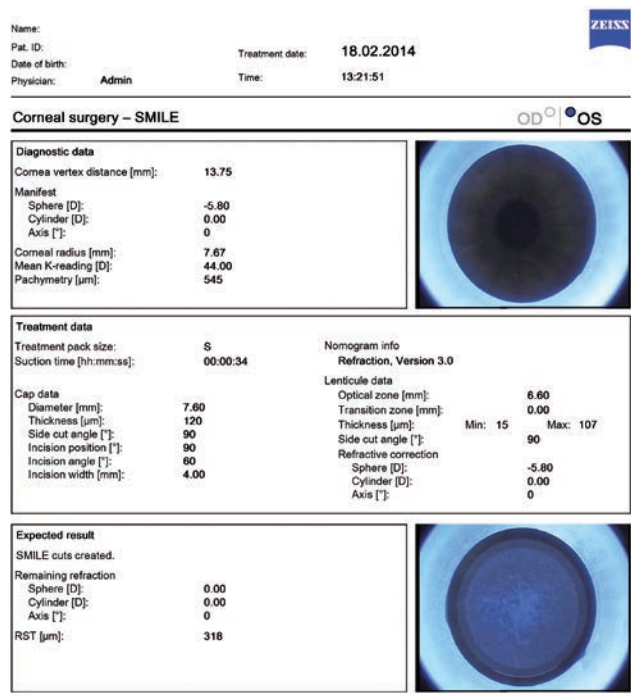 ZEISS
Name:
Pat. ID:
Date of birth:
Physician: Admin
Treatment date: 18.02.2014
Time: 13:21:51
Corneal surgery – SMILE
OD OS
Diagnostic data
Cornea vertex distance [mm]: 13.75
Manifest
Sphere [D]: -5.80
Cylinder [D]: 0.00
Axis [°]: 0
Corneal radius [mm]: 7.67
Mean K-reading [D]: 44.00
Pachymetry [µm]: 545
Treatment data
Treatment pack size: S
Suction time [hh:mm:ss]: 00:00:34
Cap data
Diameter [mm]: 7.60
Thickness [µm]: 120
Side cut angle [°]: 90
Incision position [°]: 90
Incision angle [°]: 60
Incision width [mm]: 4.00
Nomogram info
Refraction, Version 3.0
Lenticule data
Optical zone [mm]: 6.60
Transition zone [mm]: 0.00
Thickness [µm]: Min: 15 Max: 107
Side cut angle [°]: 90
Refractive correction
Sphere [D]: -5.80
Cylinder [D]: 0.00
Axis [°]: 0
Expected result
SMILE cuts created.
Remaining refraction
Sphere [D]: 0.00
Cylinder [D]: 0.00
Axis [°]: 0
RST [µm]: 318